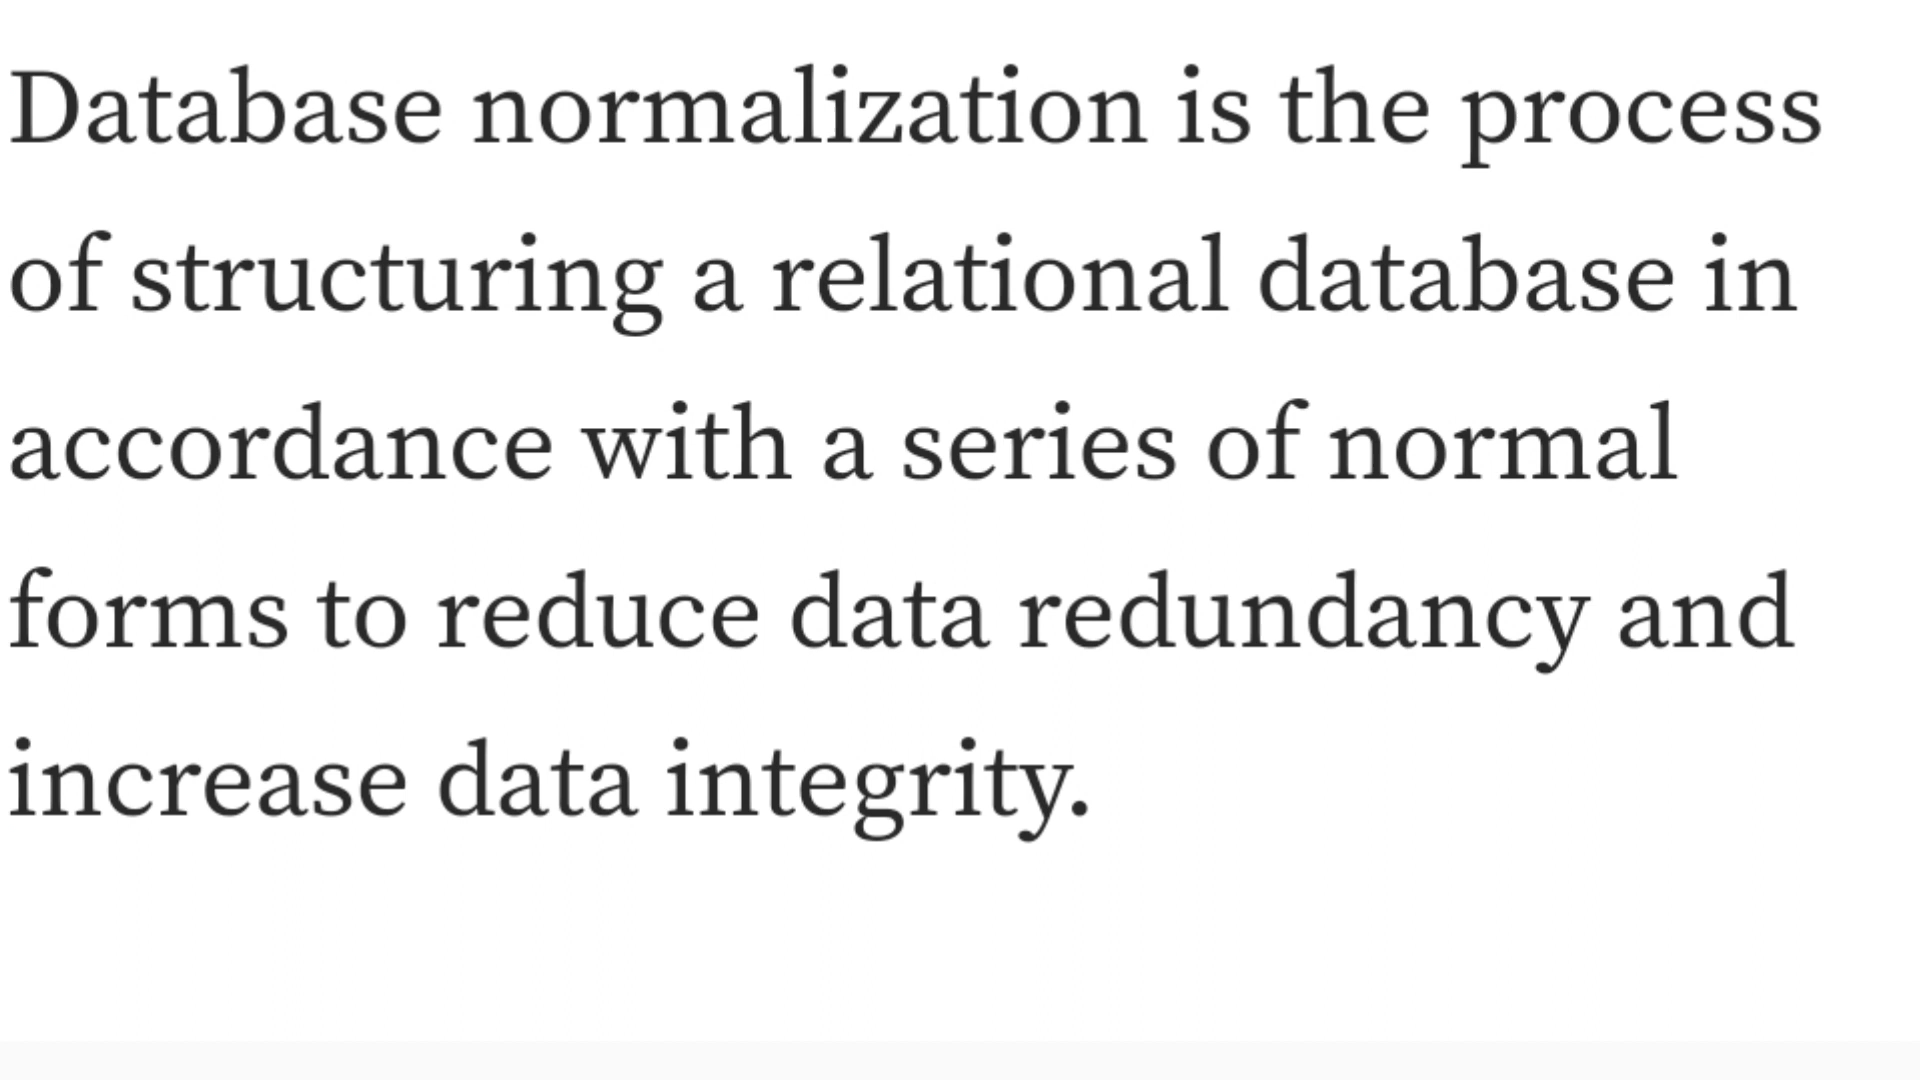 Database normalization is the process
of structuring a relational database in
accordance with a series of normal
forms to reduce data redundancy and
increase data integrity.